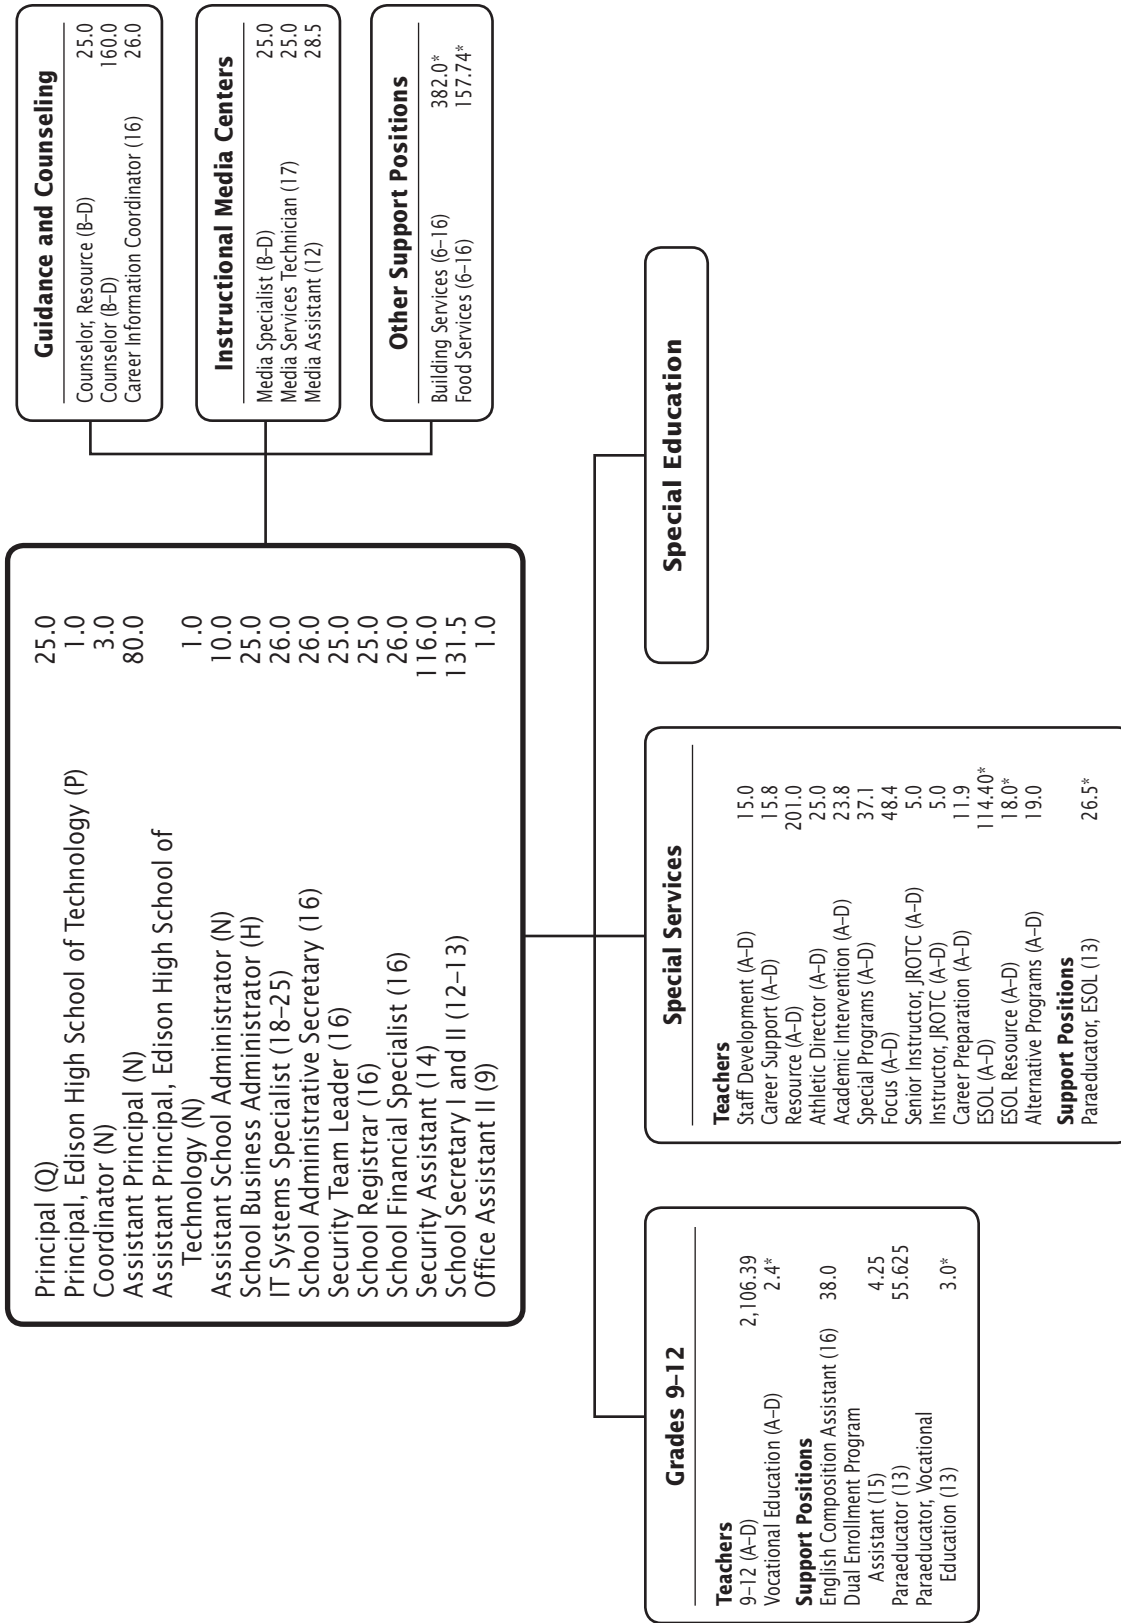 Principal (Q) 25.0
Principal, Edison High School of Technology (P) 1.0
Coordinator (N) 3.0
Assistant Principal (N) 80.0
Assistant Principal, Edison High School of
Technology (N) 1.0
Assistant School Administrator (N) 10.0
School Business Administrator (H) 25.0
IT Systems Specialist (18–25) 26.0
School Administrative Secretary (16) 26.0
Security Team Leader (16) 25.0
School Registrar (16) 25.0
School Financial Specialist (16) 26.0
Security Assistant (14) 116.0
School Secretary I and II (12–13) 131.5
Office Assistant II (9) 1.0
Guidance and Counseling
Counselor, Resource (B–D) 25.0
Counselor (B–D) 160.0
Career Information Coordinator (16) 26.0
Instructional Media Centers
Media Specialist (B–D) 25.0
Media Services Technician (17) 25.0
Media Assistant (12) 28.5
Other Support Positions
Building Services (6–16) 382.0*
Food Services (6–16) 157.74*
Grades 9–12
Teachers
9–12 (A–D) 2,106.39
Vocational Education (A–D) 2.4*
Support Positions
English Composition Assistant (16) 38.0
Dual Enrollment Program
Assistant (15) 4.25
Paraeducator (13) 55.625
Paraeducator, Vocational
Education (13) 3.0*
Special Services
Teachers
Staff Development (A–D) 15.0
Career Support (A–D) 15.8
Resource (A–D) 201.0
Athletic Director (A–D) 25.0
Academic Intervention (A–D) 23.8
Special Programs (A–D) 37.1
Focus (A–D) 48.4
Senior Instructor, JROTC (A–D) 5.0
Instructor, JROTC (A–D) 5.0
Career Preparation (A–D) 11.9
ESOL (A–D) 114.40*
ESOL Resource (A–D) 18.0*
Alternative Programs (A–D) 19.0
Support Positions
Paraeducator, ESOL (13) 26.5*
Special Education